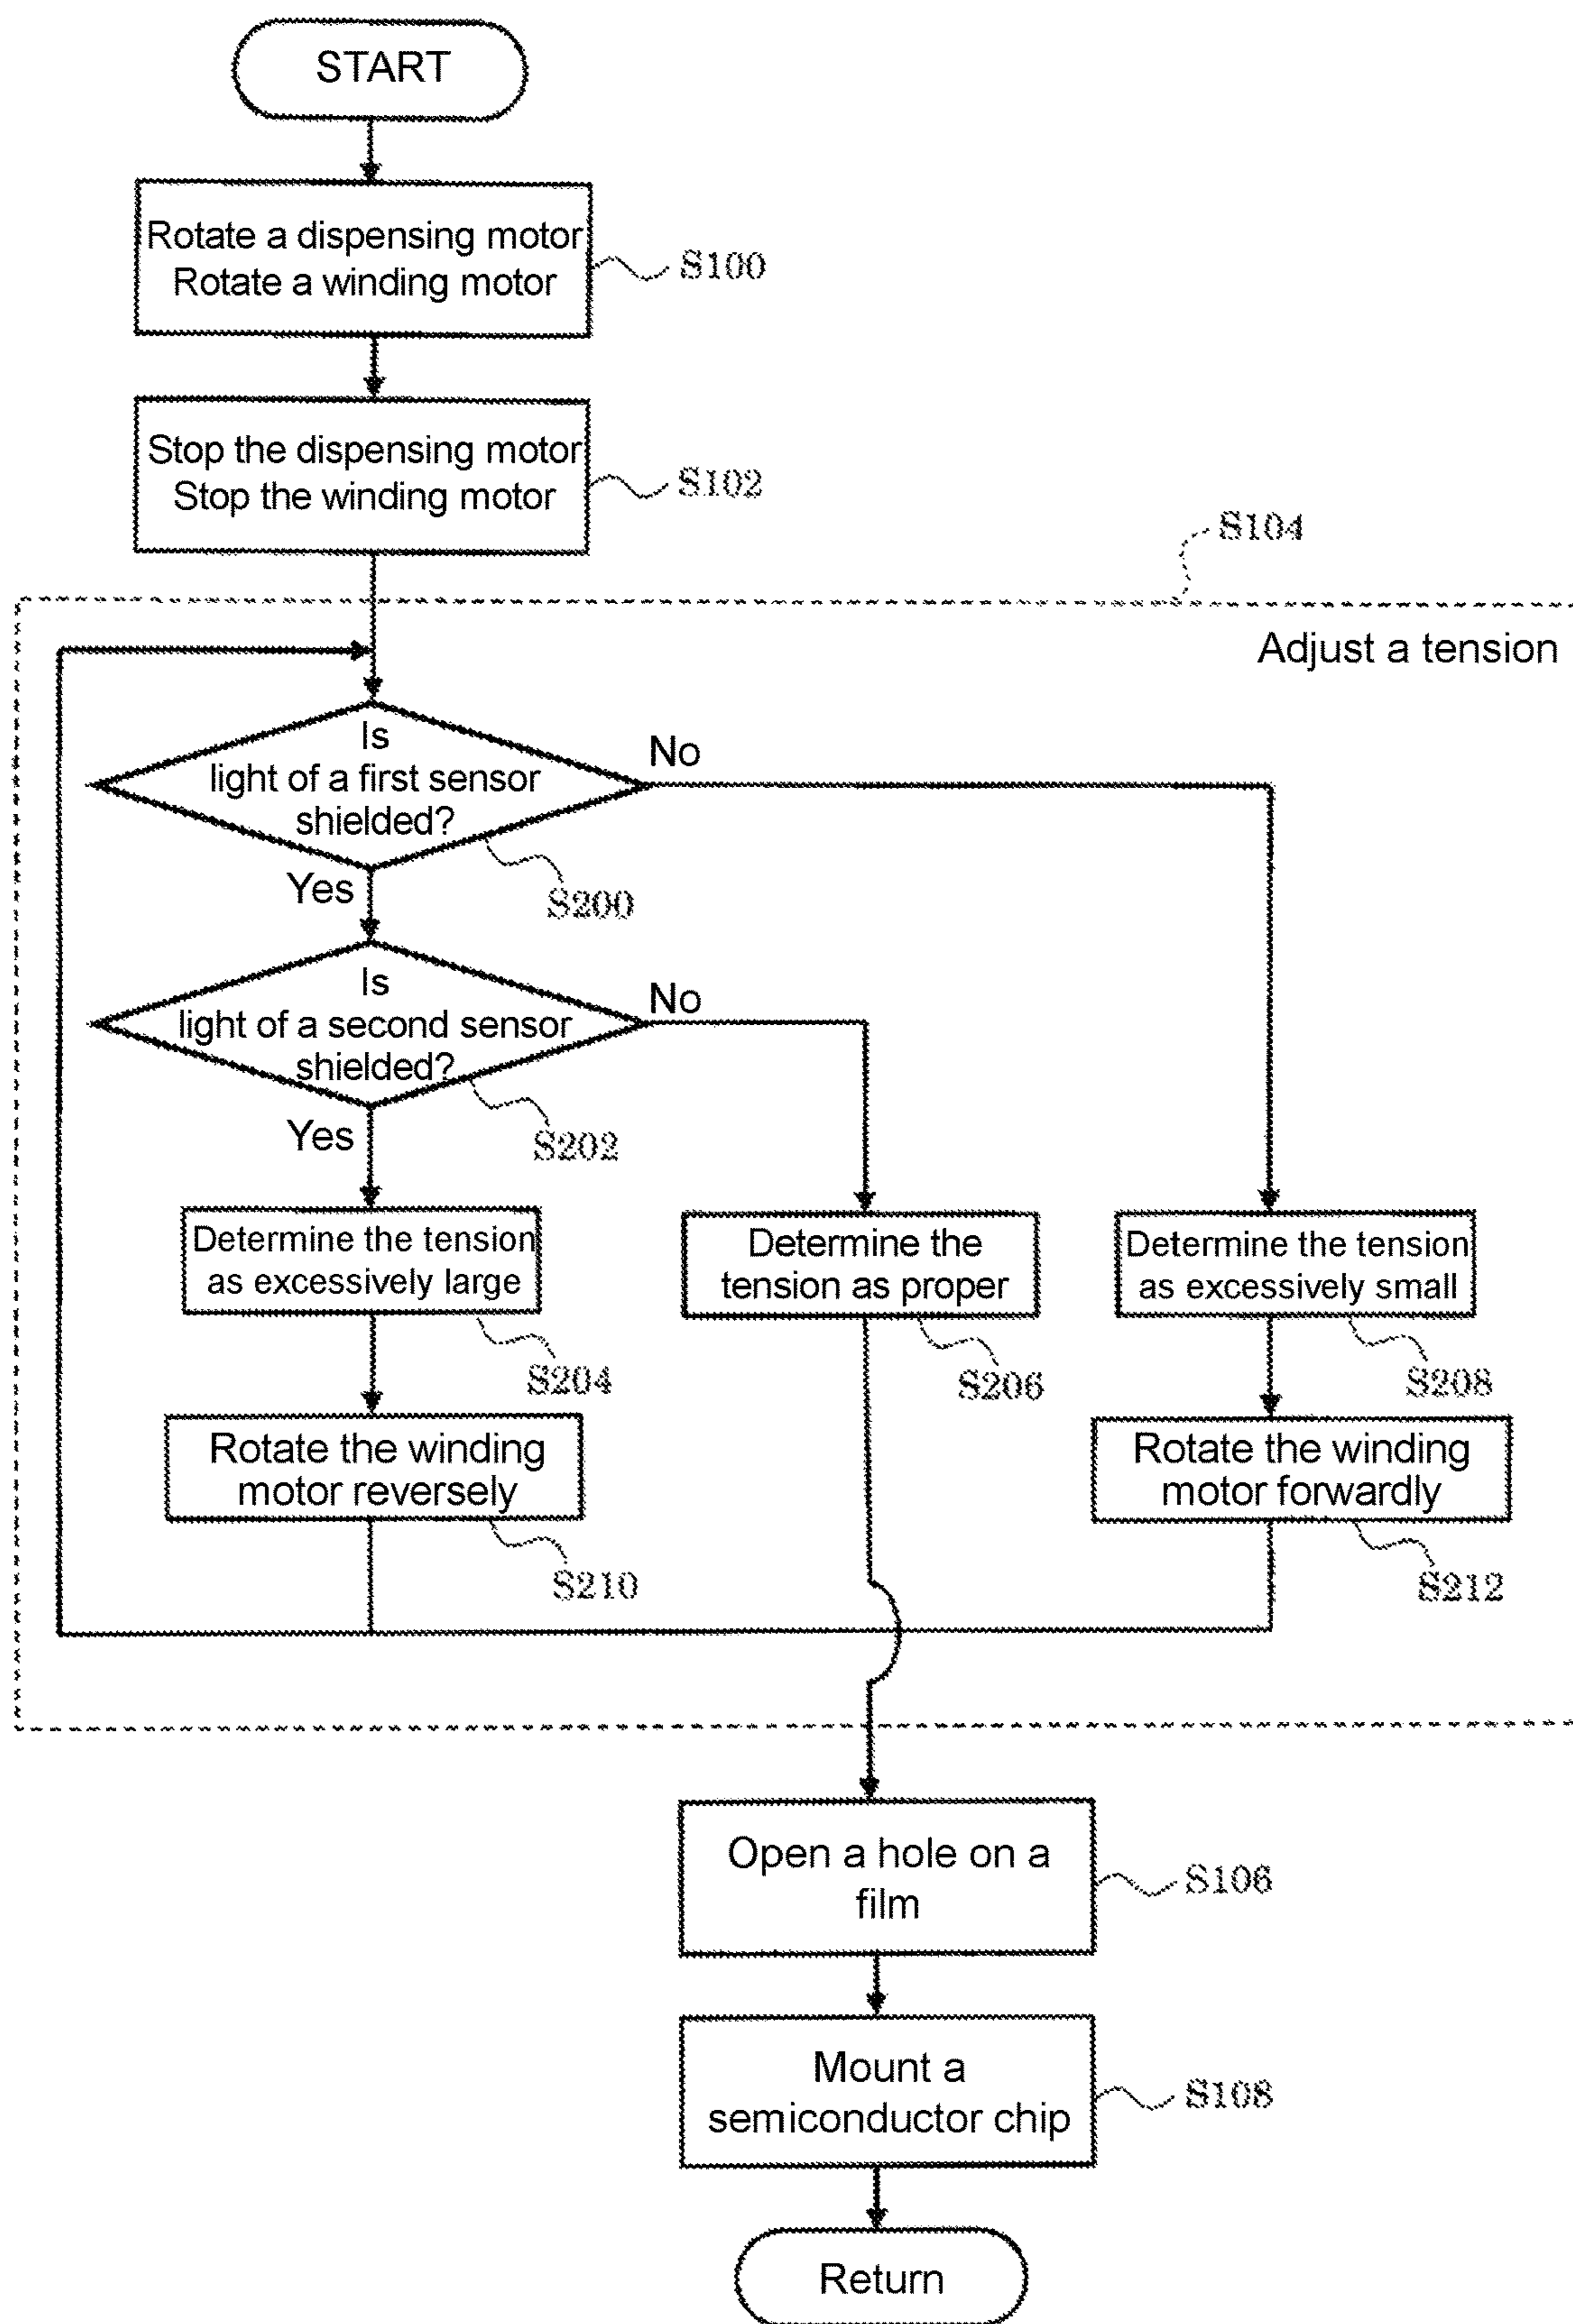 START
Rotate a dispensing motor
Rotate a winding motor
S100
Stop the dispensing motor
Stop the winding motor
S102
S104
Adjust a tension
Is
light of a first sensor
shielded?
No
Yes
S200
Is
light of a second sensor
shielded?
No
Yes
S202
Determine the tension
as excessively large
S204
Determine the
tension as proper
S206
Determine the tension
as excessively small
S208
Rotate the winding
motor reversely
S210
Rotate the winding
motor forwardly
S212
Open a hole on a
film
S106
Mount a
semiconductor chip
S108
Return